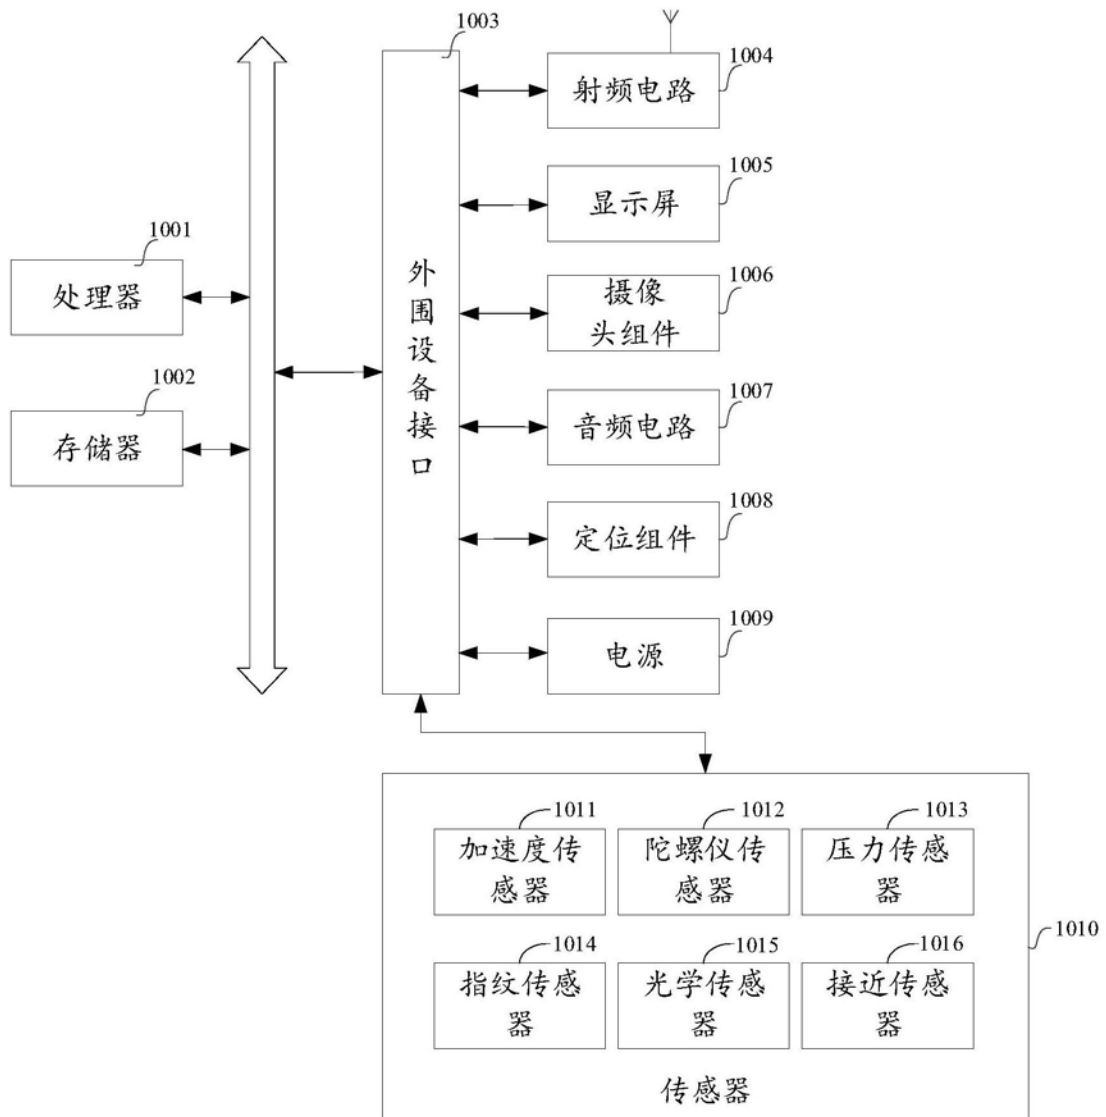 1003
1004
射频电路
1005
显示屏
1001
处理器
外
围
设
备
接
口
1006
摄像
头组件
1002
存储器
1007
音频电路
1008
定位组件
1009
电源
1011
加速度传
感器
1012
陀螺仪传
感器
1013
压力传感
器
1010
1014
指纹传感
器
1015
光学传感
器
1016
接近传感
器
传感器